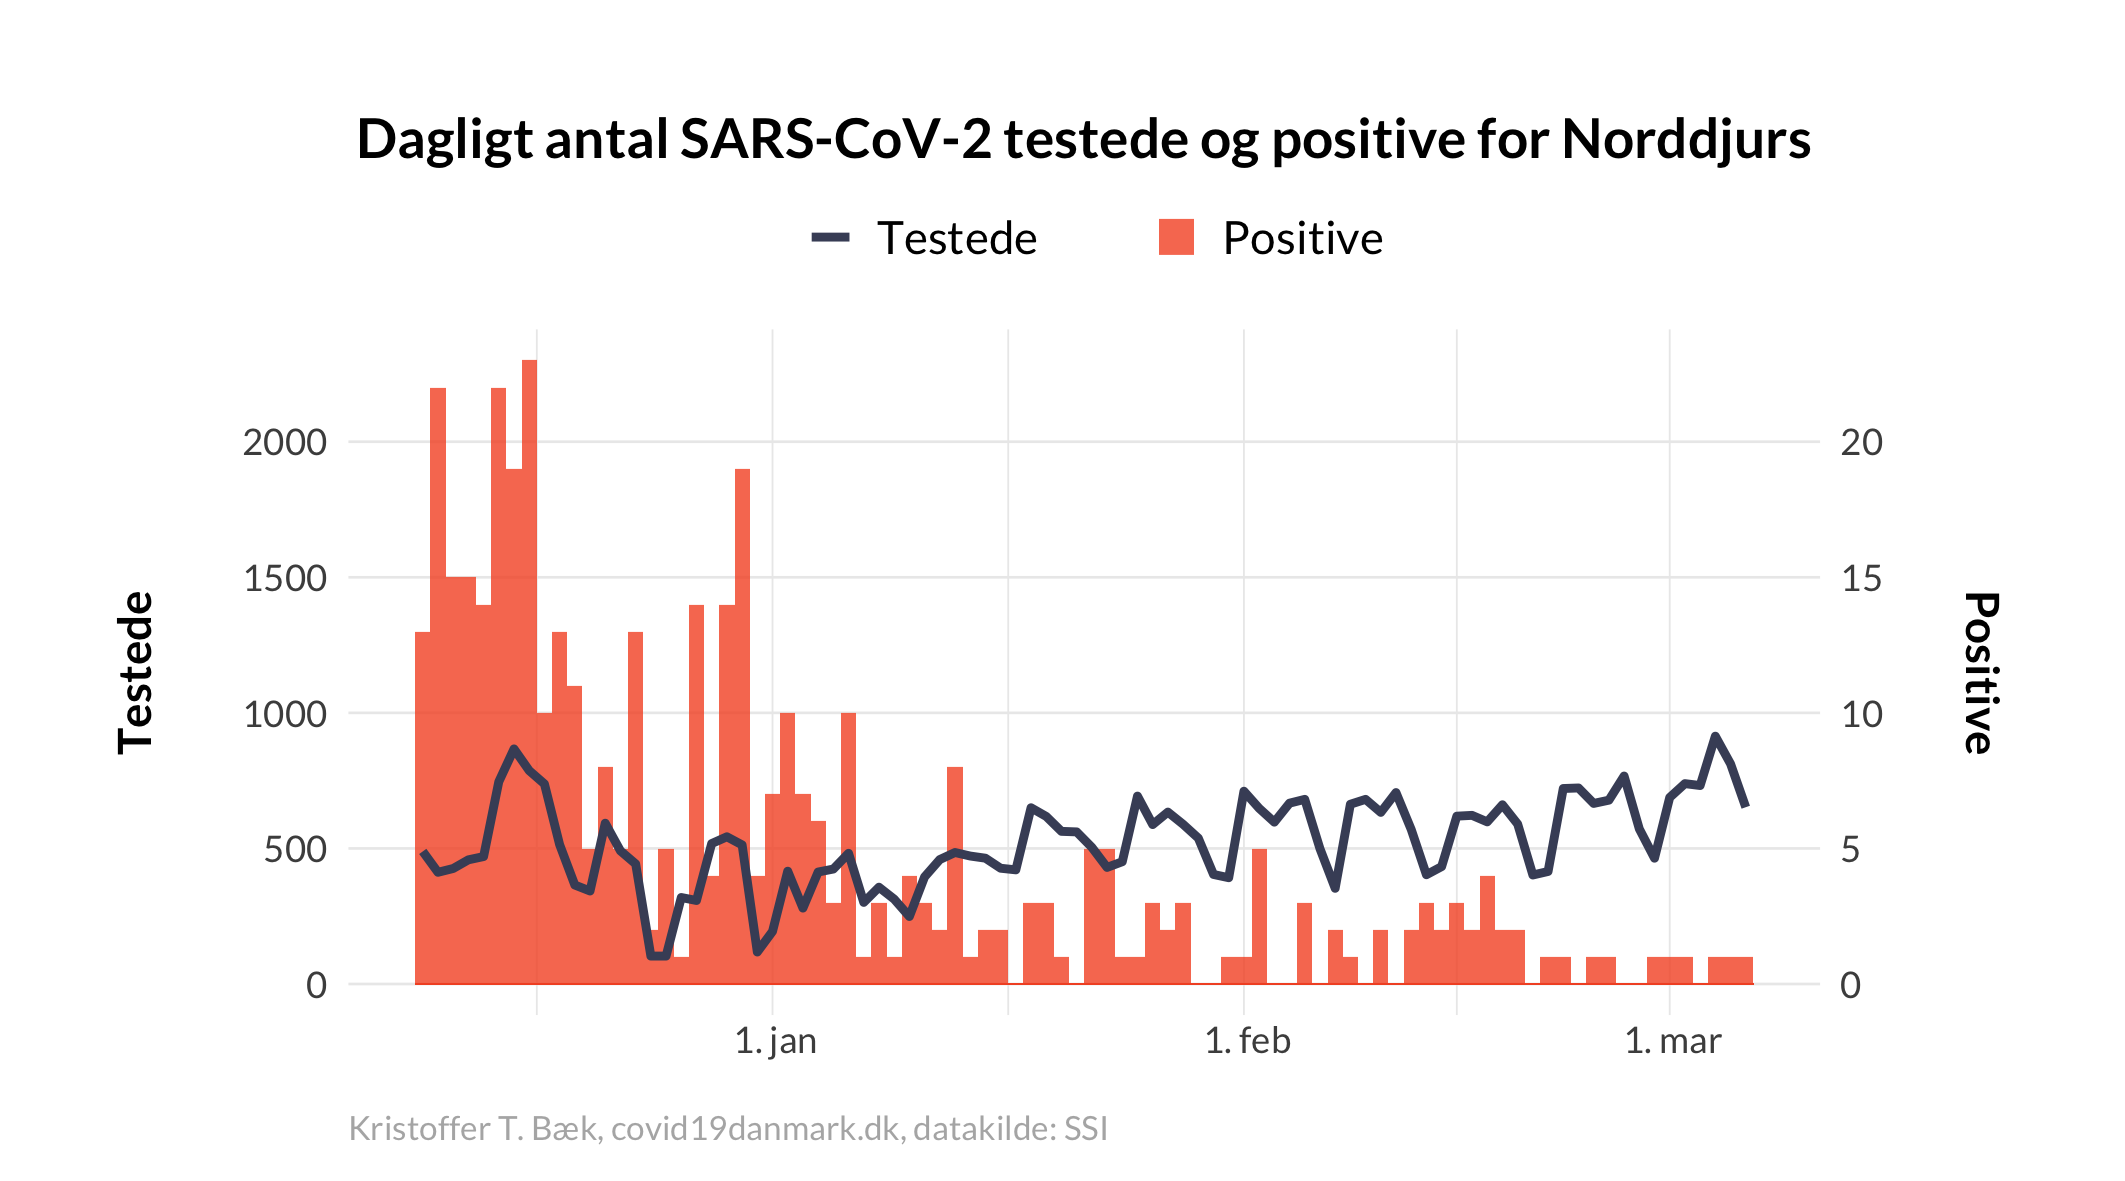 Dagligt antal SARS-CoV-2 testede og positive for Norddjurs
Testede Positive
2000 20
1500 15
1000 10
500 5
0 0
Testede
Positive
1. jan 1. feb 1. mar
Kristoffer T. Bæk, covid19danmark.dk, datakilde: SSI